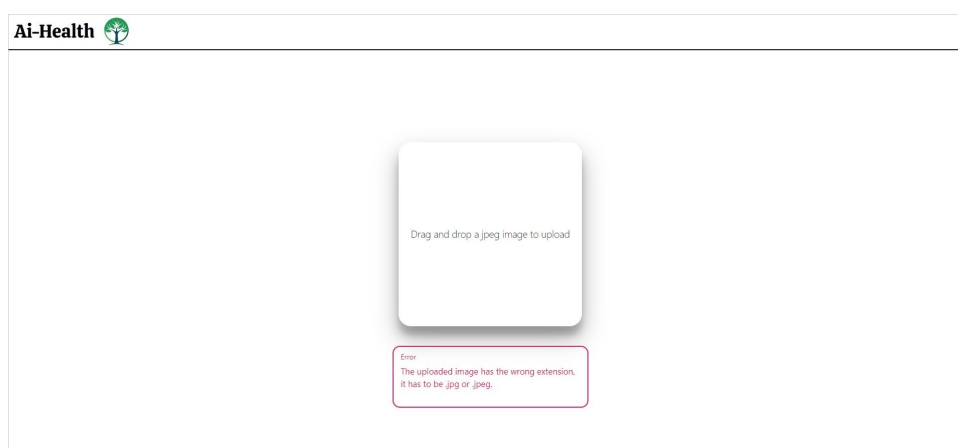 Ai-Health
Drag and drop a jpeg image to upload
Error
The uploaded image has the wrong extension,
it has to be .jpg or .jpeg.